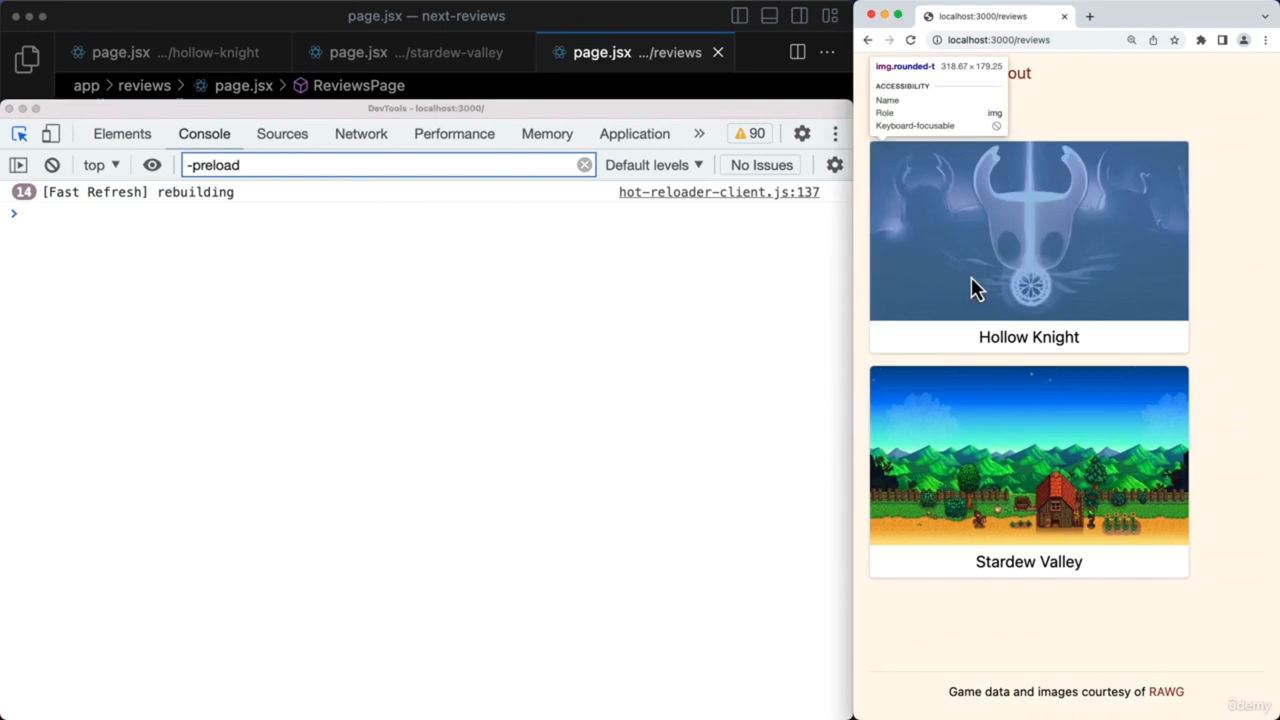 page.jsx — next-reviews
page.jsx
page.jsx .../stardew-valley
page.jsx .../reviews
app > reviews > page.jsx > ReviewsPage
DevTools - localhost:3000/
Elements Console Sources Network Performance Memory Application » 90
top -preload Default levels ▼ No Issues
14 [Fast Refresh] rebuilding hot-reloader-client.js:137
>
localhost:3000/reviews
localhost:3000/reviews
out
img.rounded-t 318.67 × 179.25
ACCESSIBILITY
Name
Role img
Keyboard-focusable
Hollow Knight
Stardew Valley
Game data and images courtesy of RAWG
ûdemy